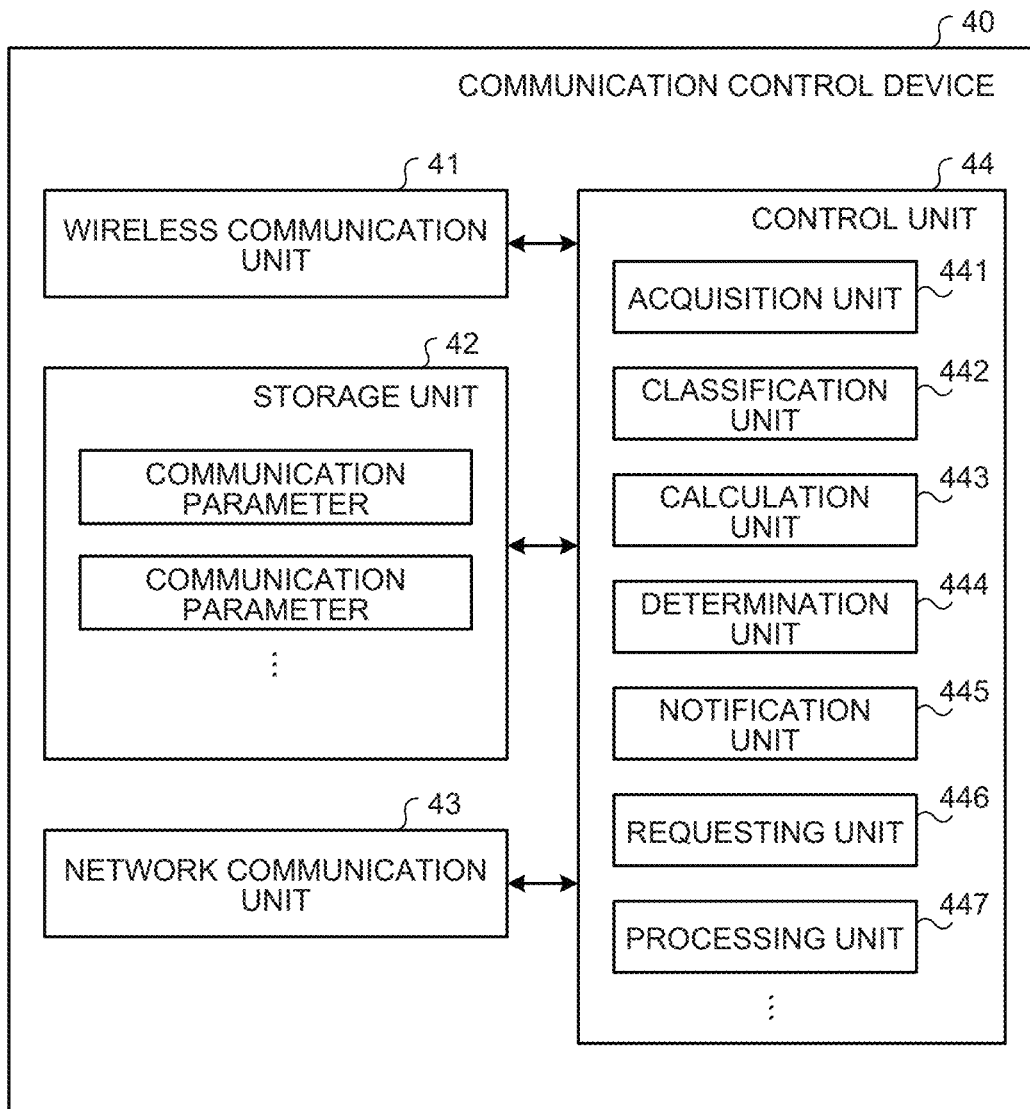 40
COMMUNICATION CONTROL DEVICE
41
WIRELESS COMMUNICATION
UNIT
42
STORAGE UNIT
COMMUNICATION
PARAMETER
COMMUNICATION
PARAMETER
43
NETWORK COMMUNICATION
UNIT
44
CONTROL UNIT
441
ACQUISITION UNIT
442
CLASSIFICATION
UNIT
443
CALCULATION
UNIT
444
DETERMINATION
UNIT
445
NOTIFICATION
UNIT
446
REQUESTING UNIT
447
PROCESSING UNIT